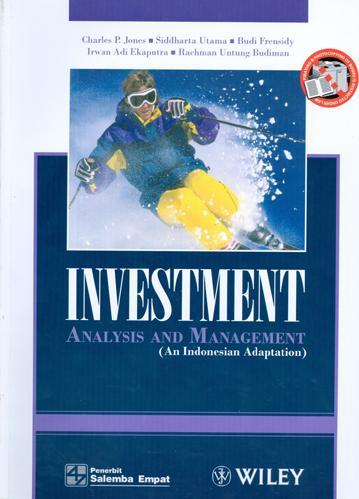 Charles P. Jones ▪ Siddharta Utama ▪ Budi Frensidy
Irwan Adi Ekaputra ▪ Rachman Untung Budiman
INVESTMENT
ANALYSIS AND MANAGEMENT
(An Indonesian Adaptation)
Penerbit
Salemba Empat
WILEY